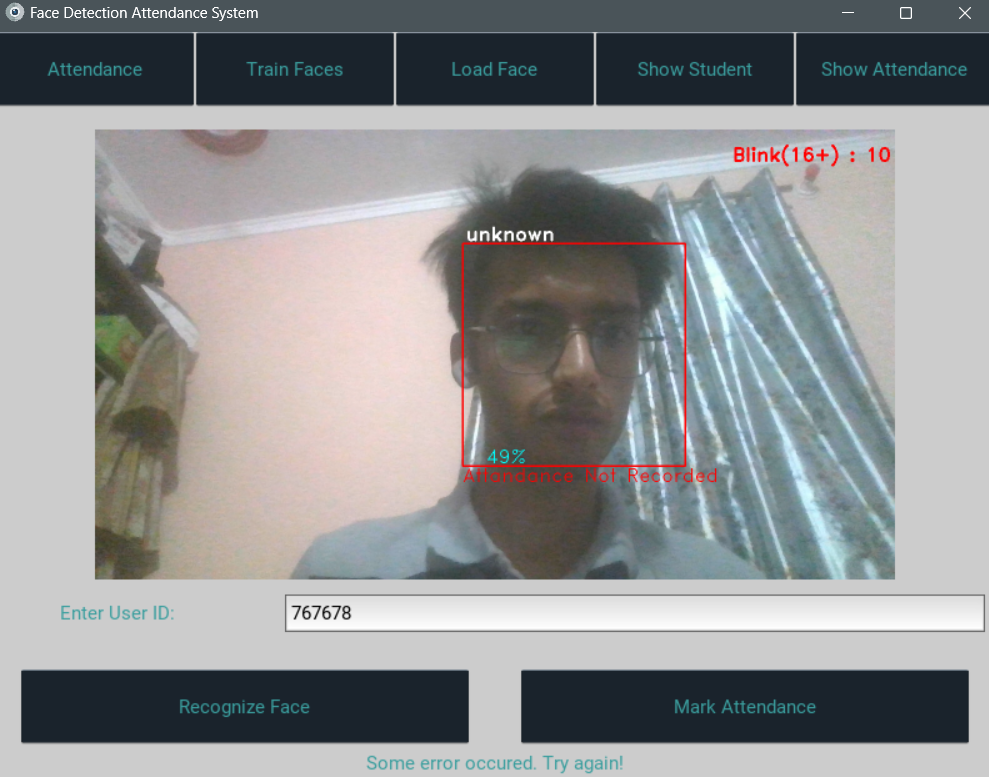 Face Detection Attendance System
Attendance
Train Faces
Load Face
Show Student
Show Attendance
Blink(16+) : 10
unknown
49%
Attendance Not Recorded
Enter User ID:
767678
Recognize Face
Mark Attendance
Some error occured. Try again!